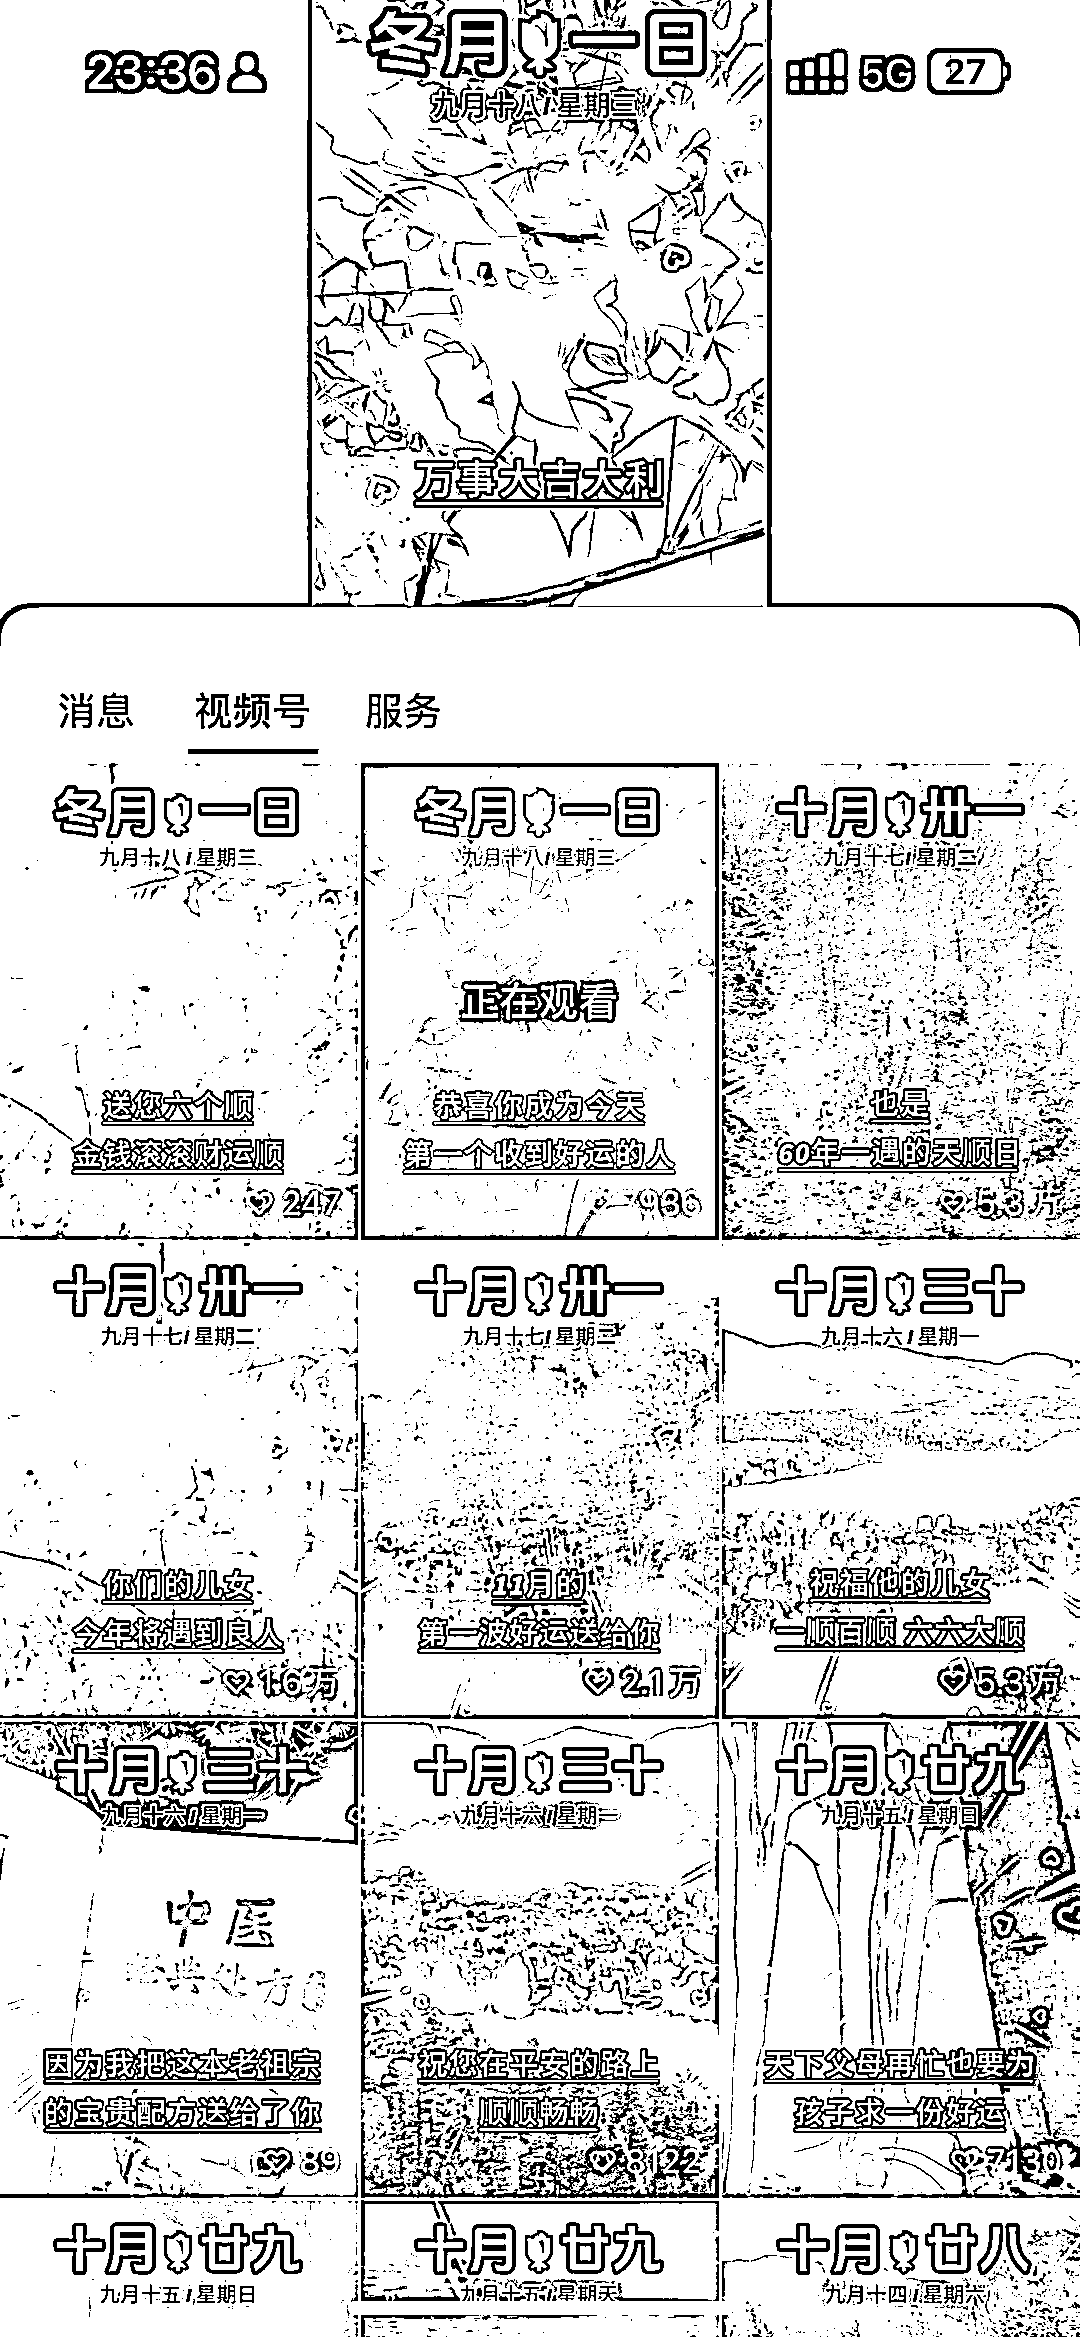 冬月一日
23:36
5G
27
九月十八/星期三
万事大吉大利
消息
视频号
服务
冬月一日
九月十八/星期三
送您六个顺
金钱滚滚财运顺
247
冬月一日
九月十八/星期三
正在观看
恭喜你成为今天
第一个收到好运的人
986
十月卅一
九月十七/星期二
也是
60年一遇的天顺日
5.3万
十月卅一
九月十七/星期二
你们的儿女
今年将遇到良人
1.6万
十月卅一
九月十七/星期二
11月的
第一波好运送给你
2.1万
十月三十
九月十六/星期一
祝福他的儿女
一顺百顺 六六大顺
5.3万
十月三十
九月十六/星期一
中医
因为我把这本老祖宗
的宝贵配方送给了你
89
十月三十
九月十六/星期一
祝您在平安的路上
顺顺畅畅
8122
十月廿九
九月十五/星期日
天下父母再忙也要为
孩子求一份好运
7130
十月廿九
九月十五/星期日
十月廿九
九月十五/星期天
十月廿八
九月十四/星期六